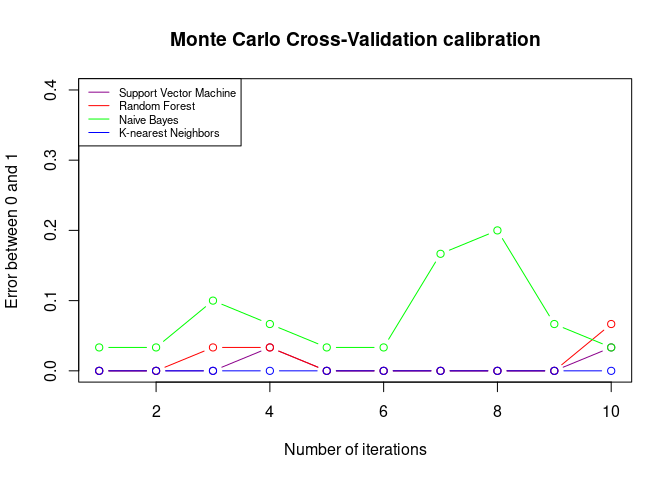 Monte Carlo Cross-Validation calibration
Support Vector Machine
Random Forest
Naive Bayes
K-nearest Neighbors
Error between 0 and 1
0.4
0.3
0.2
0.1
0.0
2 4 6 8 10
Number of iterations